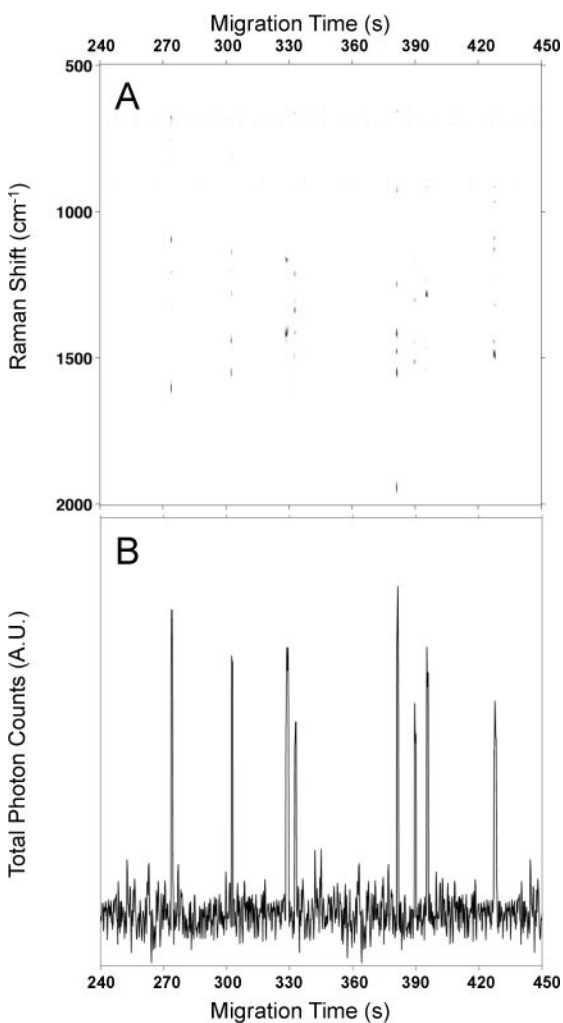 Migration Time (s)
240 270 300 330 360 390 420 450
500
A
1000
Raman Shift (cm⁻¹)
1500
2000
B
Total Photon Counts (A.U.)
240 270 300 330 360 390 420 450
Migration Time (s)